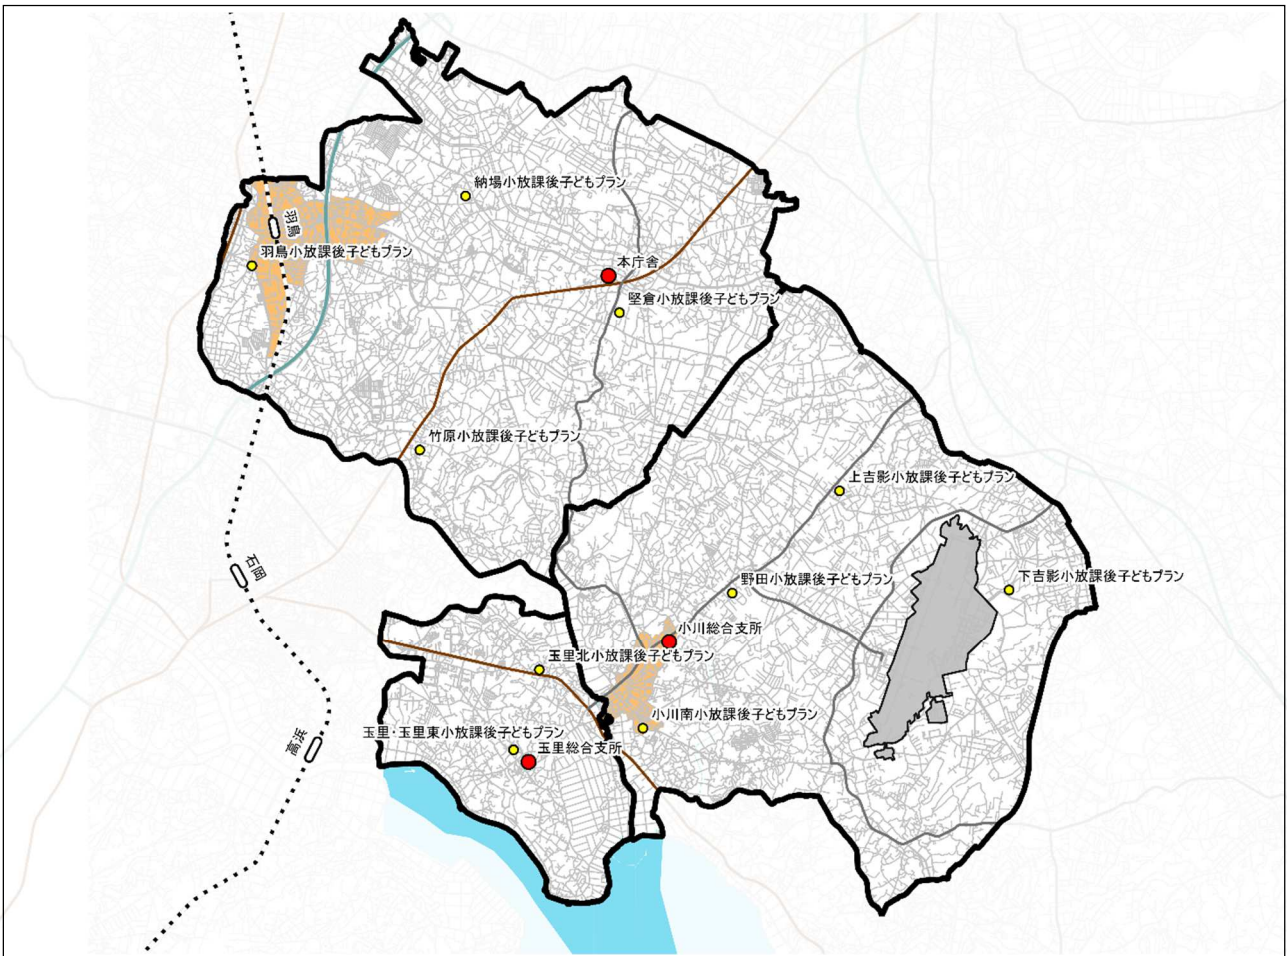 納場小放課後子どもプラン
羽鳥
羽鳥小放課後子どもプラン
本庁舎
堅倉小放課後子どもプラン
竹原小放課後子どもプラン
上吉影小放課後子どもプラン
石岡
野田小放課後子どもプラン
下吉影小放課後子どもプラン
小川総合支所
玉里北小放課後子どもプラン
小川南小放課後子どもプラン
高浜
玉里・玉里東小放課後子どもプラン
玉里総合支所